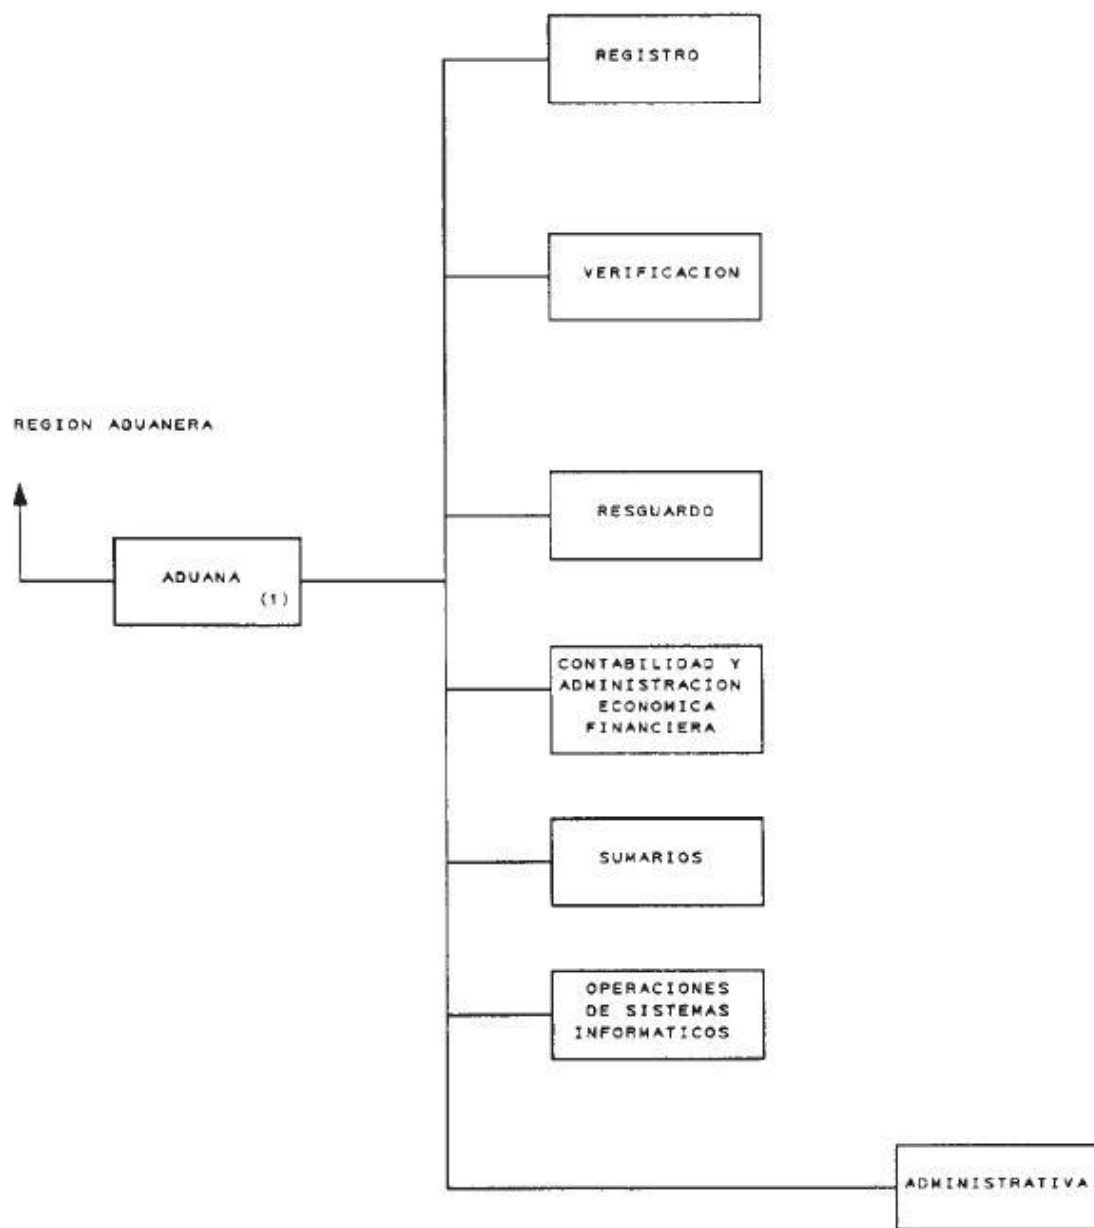 REGISTRO
VERIFICACION
REGION ADUANERA
RESGUARDO
ADUANA
(1)
CONTABILIDAD Y
ADMINISTRACION
ECONOMICA
FINANCIERA
SUMARIOS
OPERACIONES
DE SISTEMAS
INFORMATICOS
ADMINISTRATIVA